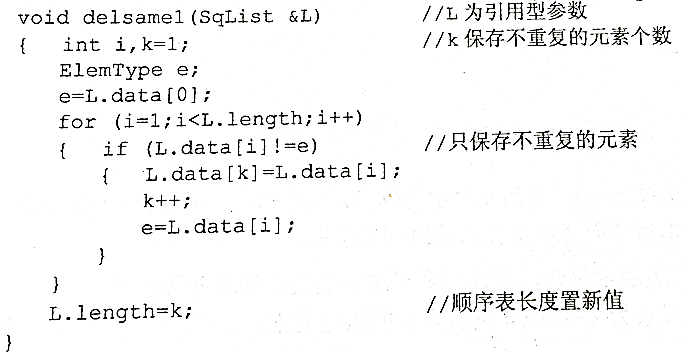 void delsame1(SqList &L) //L 为引用型参数
{ int i,k=1; //k 保存不重复的元素个数
ElemType e;
e=L.data[0];
for (i=1;i<L.length;i++)
{ if (L.data[i]!=e) //只保存不重复的元素
{ L.data[k]=L.data[i];
k++;
e=L.data[i];
}
}
L.length=k; //顺序表长度置新值
}